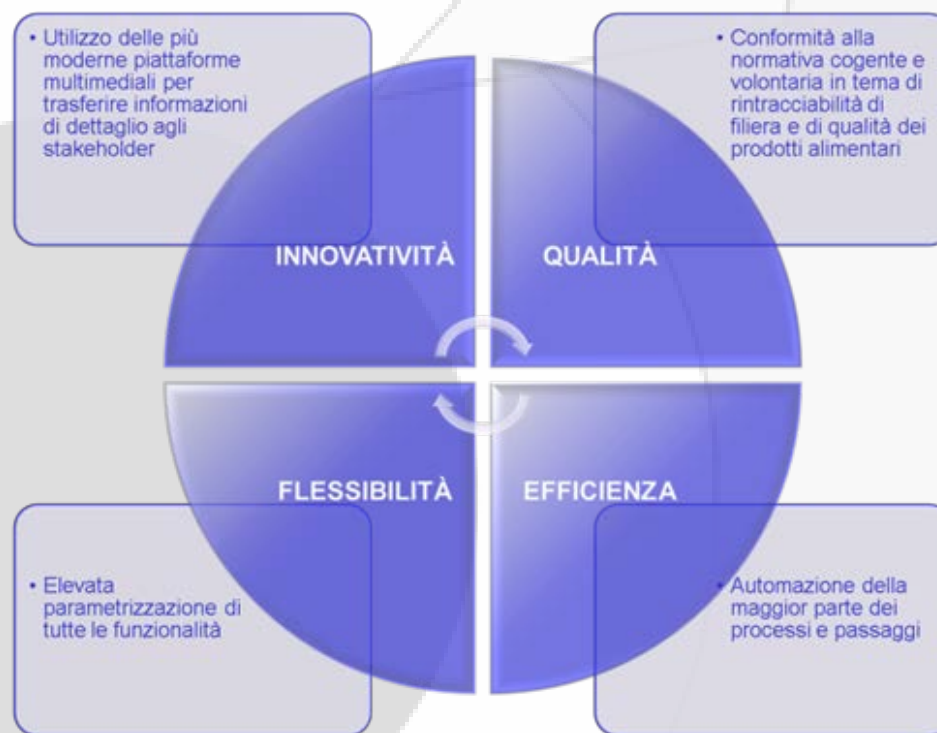 • Utilizzo delle più
moderne piattaforme
multimediali per
trasferire informazioni
di dettaglio agli
stakeholder
• Conformità alla
normativa cogente e
volontaria in tema di
rintracciabilità di
filiera e di qualità dei
prodotti alimentari
INNOVATIVITÀ
QUALITÀ
FLESSIBILITÀ
EFFICIENZA
• Elevata
parametrizzazione di
tutte le funzionalità
• Automazione della
maggior parte dei
processi e passaggi